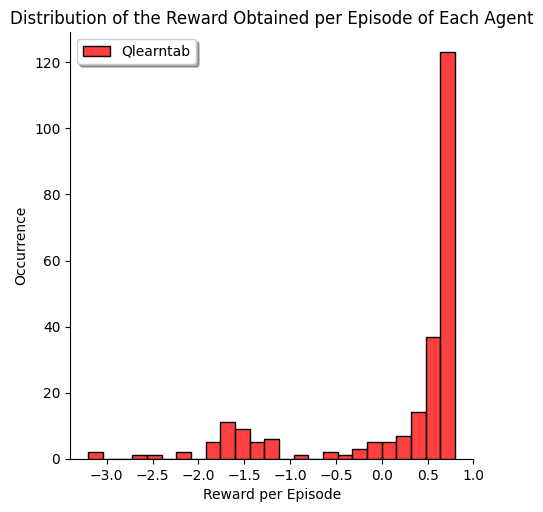 Distribution of the Reward Obtained per Episode of Each Agent
Qlearntab
120
100
80
60
40
20
0
Occurrence
−3.0 −2.5 −2.0 −1.5 −1.0 −0.5 0.0 0.5 1.0
Reward per Episode